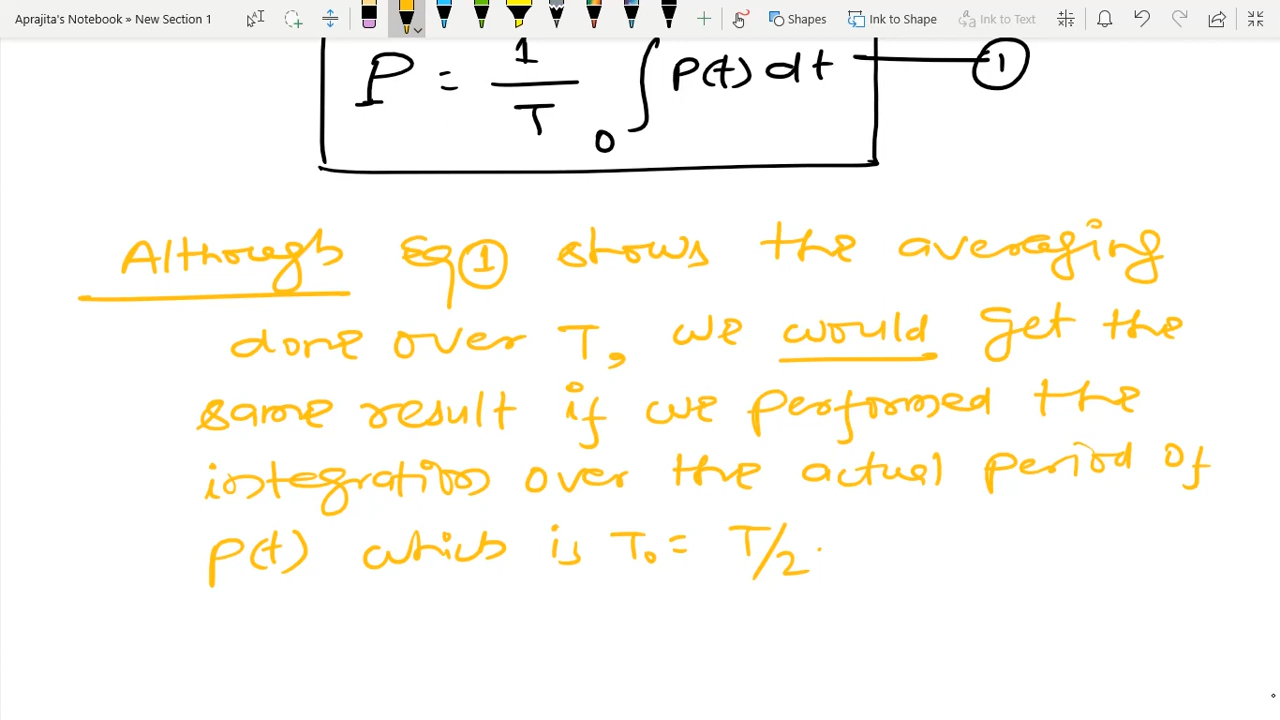 Aprajita's Notebook » New Section 1
Shapes
Ink to Shape
Ink to Text
P = 1/T ₀∫ p(t) dt — ①
Although Eq ① shows the averaging
done over T, we would get the
same result if we performed the
integration over the actual period of
p(t) which is T₀ = T/2.